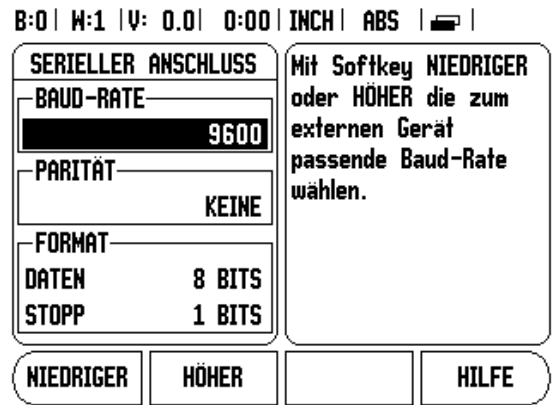 B:0 | W:1 | V: 0.0 | 0:00 | INCH | ABS |
SERIELLER ANSCHLUSS
BAUD-RATE
9600
PARITÄT
KEINE
FORMAT
DATEN 8 BITS
STOPP 1 BITS
Mit Softkey NIEDRIGER
oder HÖHER die zum
externen Gerät
passende Baud-Rate
wählen.
NIEDRIGER HÖHER HILFE